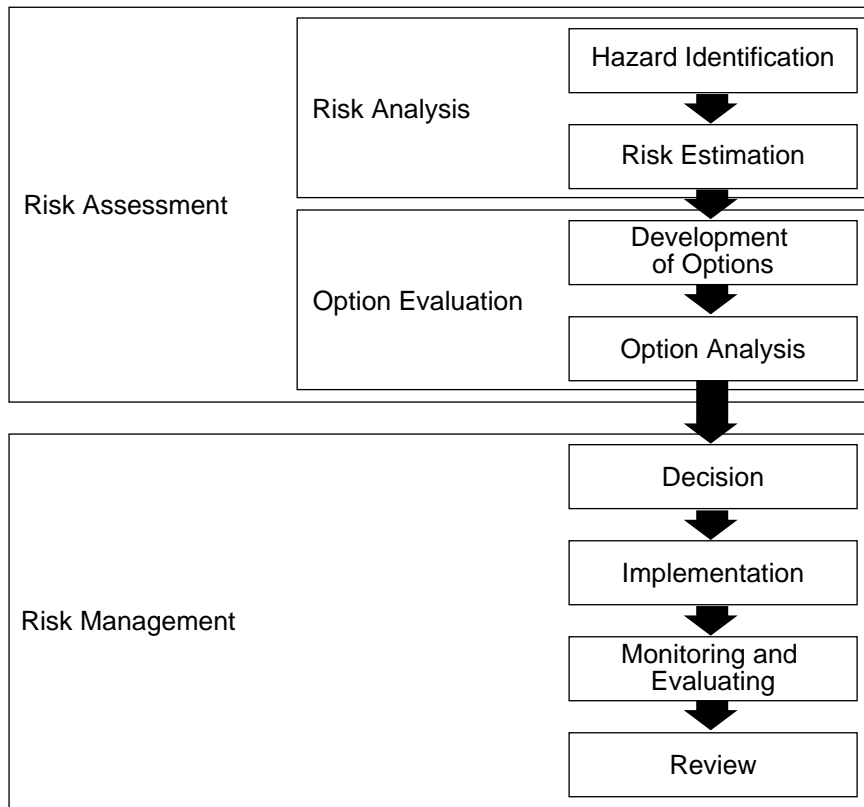 Risk Assessment
Risk Analysis
Hazard Identification
Risk Estimation
Option Evaluation
Development
of Options
Option Analysis
Risk Management
Decision
Implementation
Monitoring and
Evaluating
Review